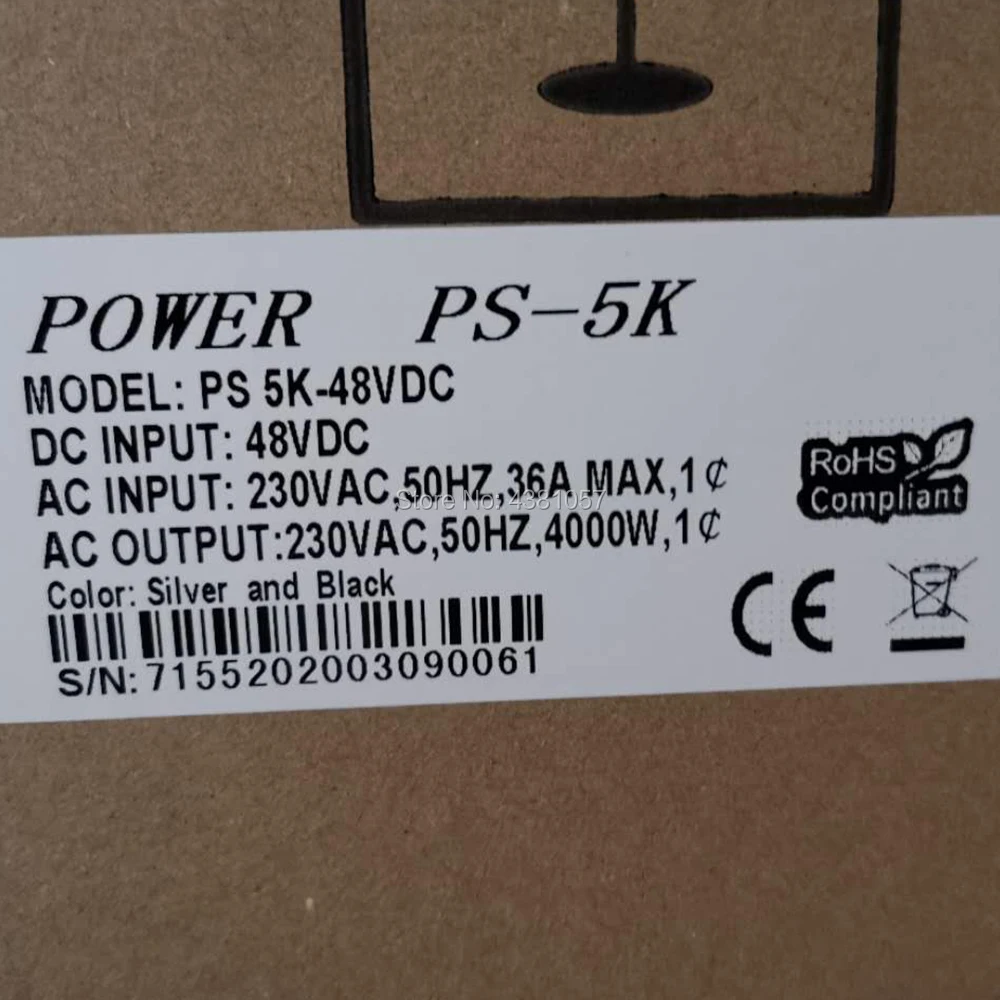 POWER PS-5K
MODEL: PS 5K-48VDC
DC INPUT: 48VDC
AC INPUT: 230VAC,50HZ,36A MAX,1¢
Store No: 4381057
AC OUTPUT:230VAC,50HZ,4000W,1¢
Color: Silver and Black
S/N:7155202003090061
RoHS
Compliant
CE